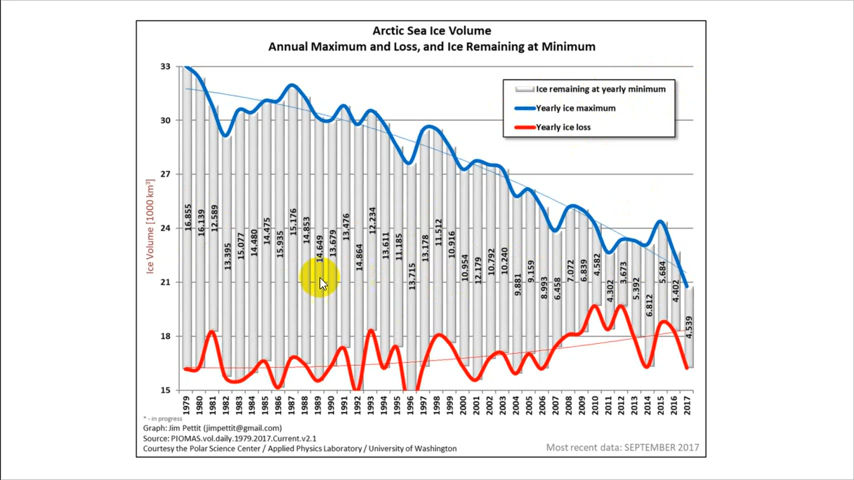 Arctic Sea Ice Volume
Annual Maximum and Loss, and Ice Remaining at Minimum
33
30
27
24
21
18
15
Ice Volume [1000 km³]
Ice remaining at yearly minimum
Yearly ice maximum
Yearly ice loss
16.855 16.139 12.589 13.395 15.077 14.480 14.475 15.935 15.176 14.853 14.649 13.679 13.476 14.864 12.234 13.611 11.185 13.715 13.178 11.512 10.916 10.954 12.179 10.792 10.240 9.881 9.159 8.993 6.458 7.072 6.839 4.582 4.302 3.673 5.392 6.812 5.684 4.402 4.539
1979 1980 1981 1982 1983 1984 1985 1986 1987 1988 1989 1990 1991 1992 1993 1994 1995 1996 1997 1998 1999 2000 2001 2002 2003 2004 2005 2006 2007 2008 2009 2010 2011 2012 2013 2014 2015 2016 2017
* - in progress
Graph: Jim Pettit (jimpettit@gmail.com)
Source: PIOMAS.vol.daily.1979.2017.Current.v2.1
Courtesy the Polar Science Center / Applied Physics Laboratory / University of Washington
Most recent data: SEPTEMBER 2017